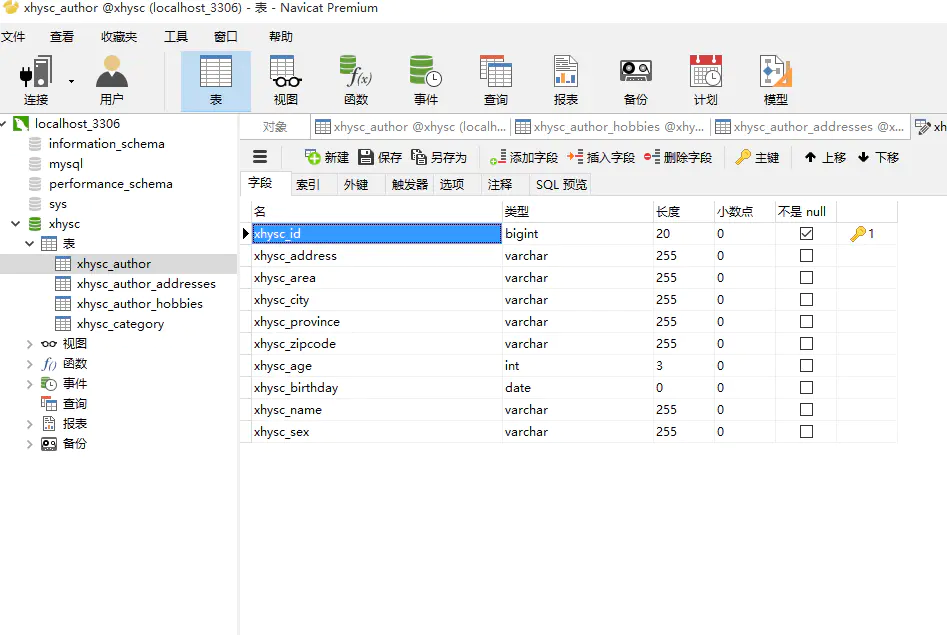 xhysc_author @xhysc (localhost_3306) - 表 - Navicat Premium
文件 查看 收藏夹 工具 窗口 帮助
连接 用户 表 视图 函数 事件 查询 报表 备份 计划 模型
localhost_3306
information_schema
mysql
performance_schema
sys
xhysc
表
xhysc_author
xhysc_author_addresses
xhysc_author_hobbies
xhysc_category
视图
函数
事件
查询
报表
备份
对象 xhysc_author @xhysc (localh... xhysc_author_hobbies @xhy... xhysc_author_addresses @x... xh
新建 保存 另存为 添加字段 插入字段 删除字段 主键 上移 下移
字段 索引 外键 触发器 选项 注释 SQL 预览
名 类型 长度 小数点 不是 null
xhysc_id bigint 20 0 1
xhysc_address varchar 255 0
xhysc_area varchar 255 0
xhysc_city varchar 255 0
xhysc_province varchar 255 0
xhysc_zipcode varchar 255 0
xhysc_age int 3 0
xhysc_birthday date 0 0
xhysc_name varchar 255 0
xhysc_sex varchar 255 0